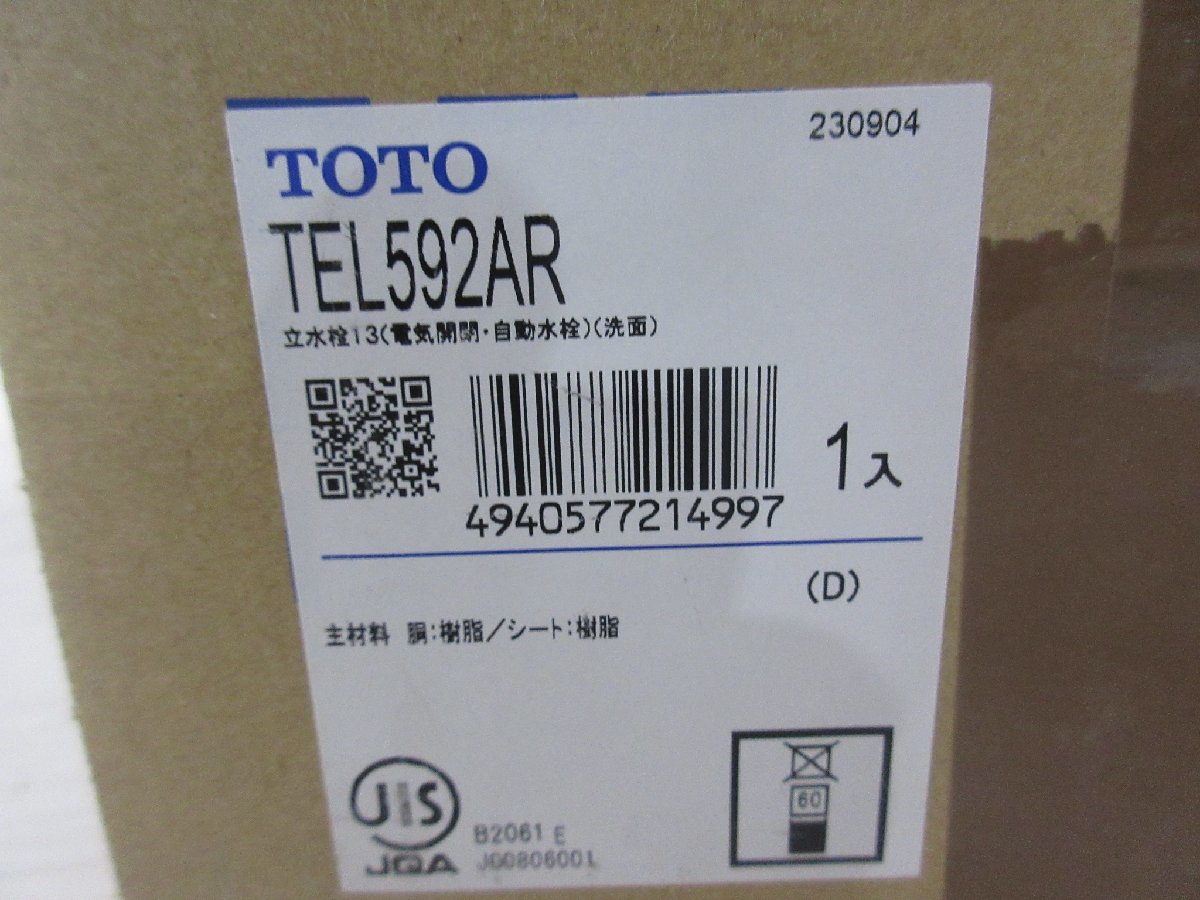 230904
TOTO
TEL592AR
立水栓13(電気開閉・自動水栓)(洗面)
4940577214997
1入
(D)
主材料 胴:樹脂/シート:樹脂
JIS
JQA
B2061 E
JQ0806001
60